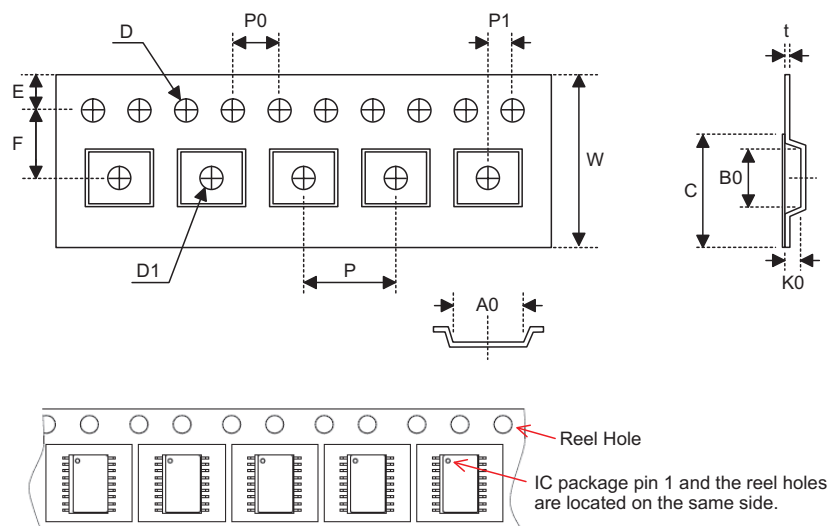 D
P0
P1
t
E
F
W
C
B0
D1
P
K0
A0
Reel Hole
IC package pin 1 and the reel holes
are located on the same side.